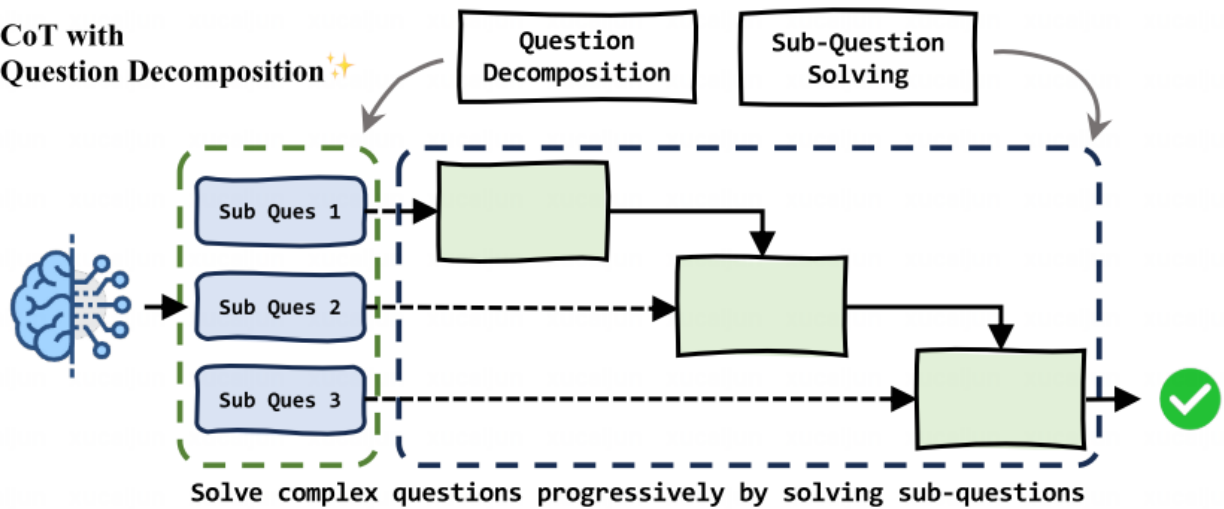 CoT with
Question Decomposition
Question
Decomposition
Sub-Question
Solving
Sub Ques 1
Sub Ques 2
Sub Ques 3
Solve complex questions progressively by solving sub-questions